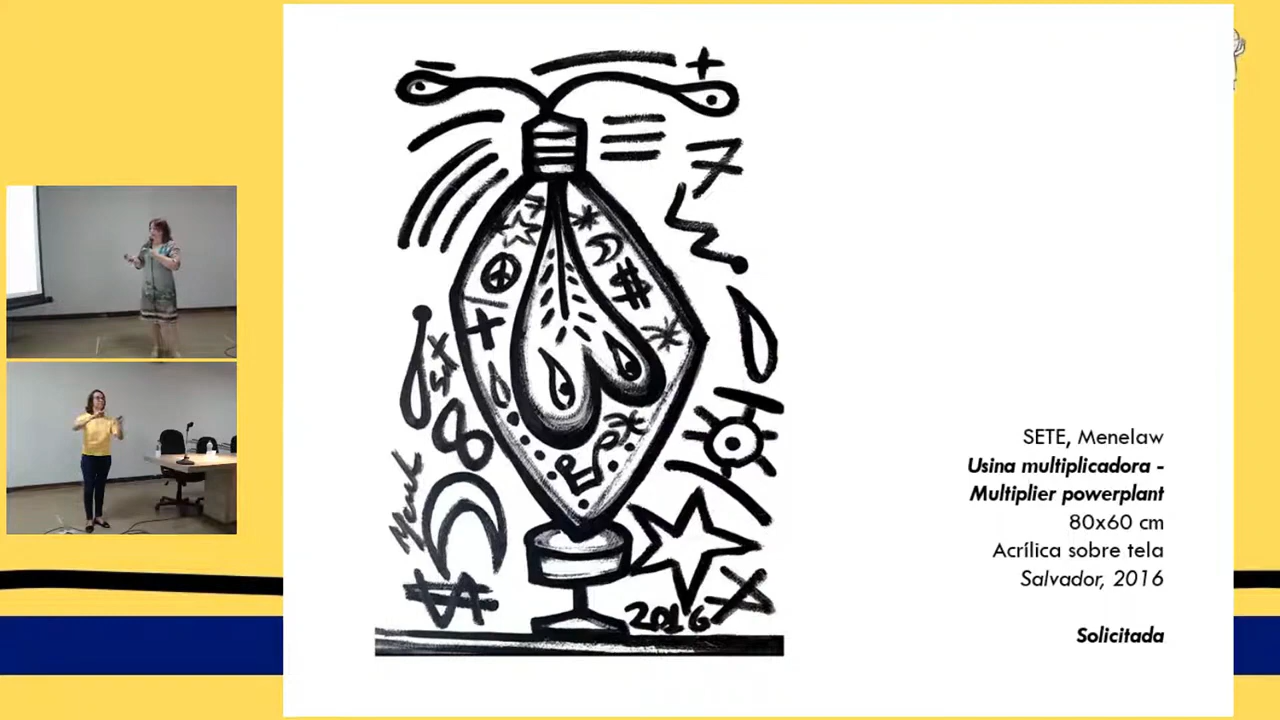 SETE, Menelaw
Usina multiplicadora -
Multiplier powerplant
80x60 cm
Acrílica sobre tela
Salvador, 2016
Solicitada
2016